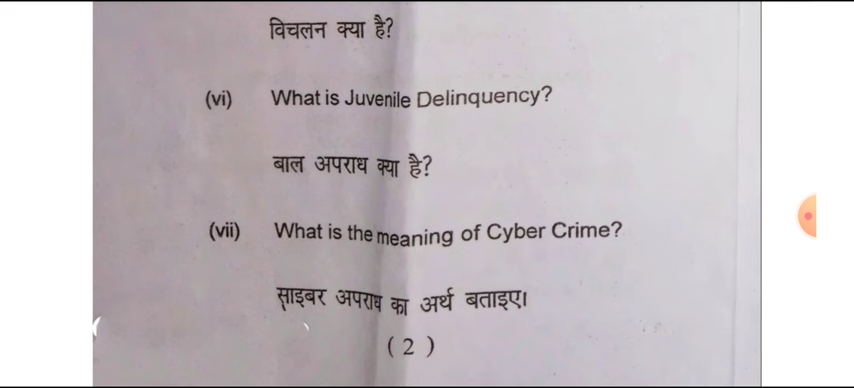 विचलन क्या है?
(vi) What is Juvenile Delinquency?
बाल अपराध क्या है?
(vii) What is the meaning of Cyber Crime?
साइबर अपराध का अर्थ बताइए।
( 2 )